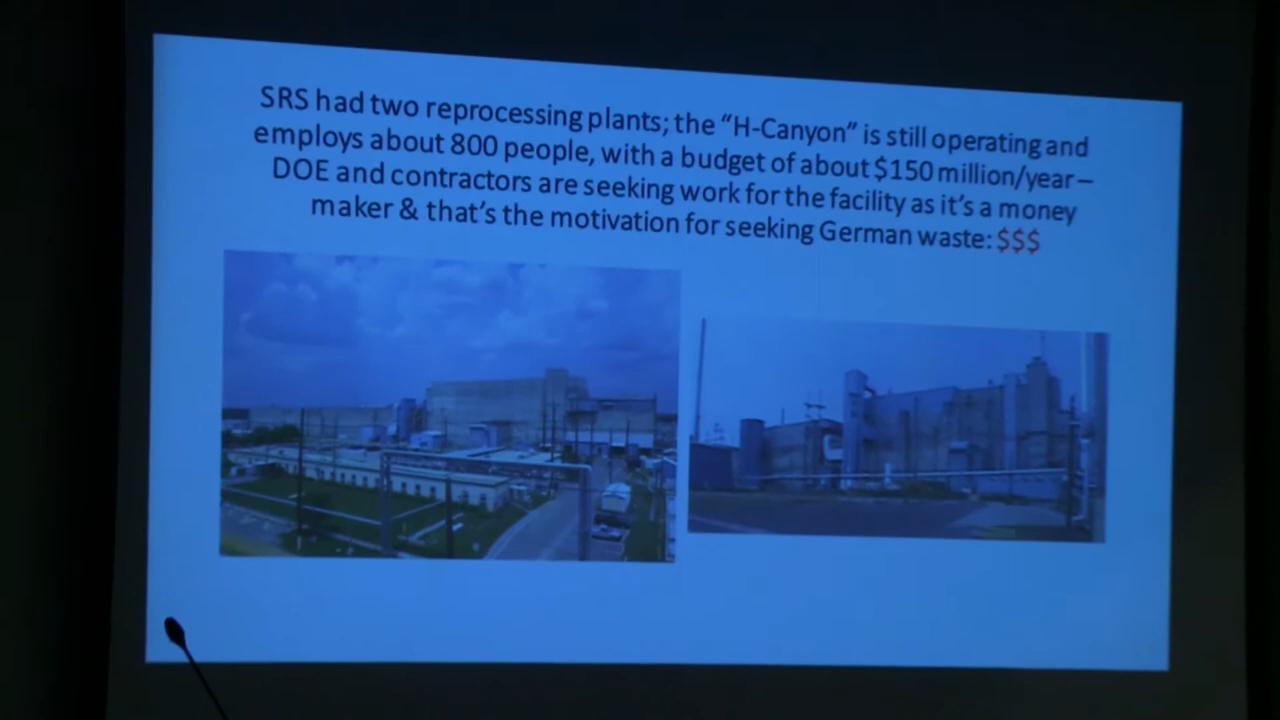 SRS had two reprocessing plants; the “H-Canyon” is still operating and
employs about 800 people, with a budget of about $150 million/year –
DOE and contractors are seeking work for the facility as it’s a money
maker & that’s the motivation for seeking German waste: $$$